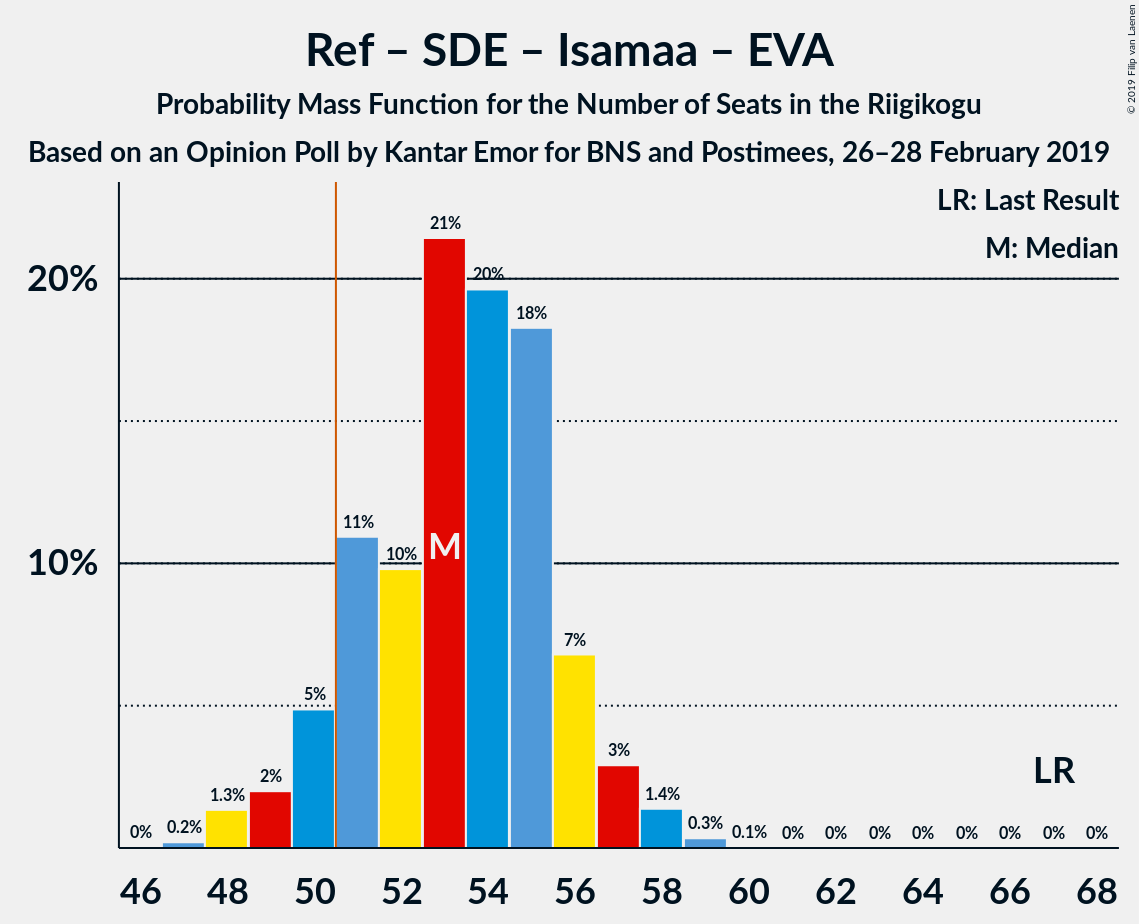 Ref – SDE – Isamaa – EVA
Probability Mass Function for the Number of Seats in the Riigikogu
Based on an Opinion Poll by Kantar Emor for BNS and Postimees, 26–28 February 2019
© 2019 Filip van Laenen
LR: Last Result
M: Median
20%
10%
0%
0.2%
1.3%
2%
5%
11%
10%
21%
20%
18%
7%
3%
1.4%
0.3%
0.1%
0%
0%
0%
0%
0%
0%
0%
0%
M
LR
46 48 50 52 54 56 58 60 62 64 66 68